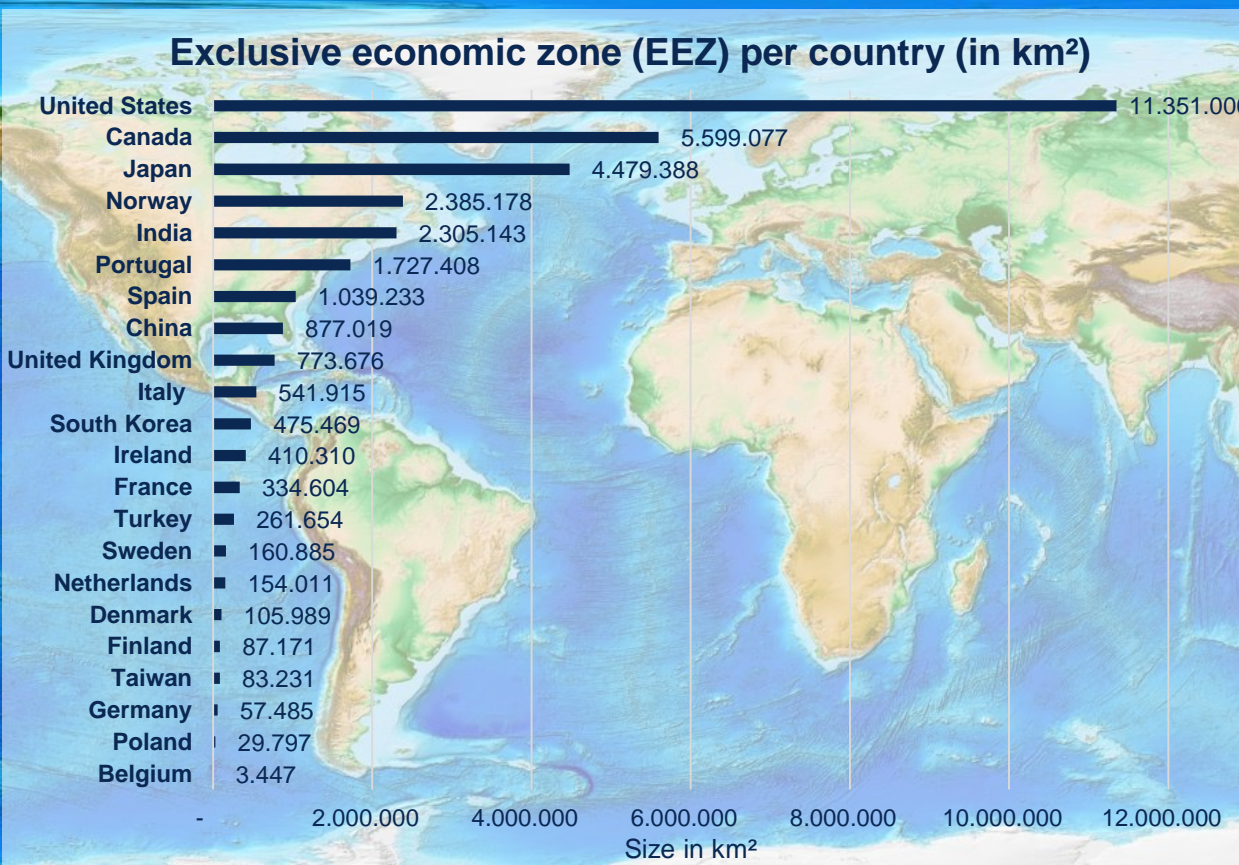 Exclusive economic zone (EEZ) per country (in km²)
United States 11.351.000
Canada 5.599.077
Japan 4.479.388
Norway 2.385.178
India 2.305.143
Portugal 1.727.408
Spain 1.039.233
China 877.019
United Kingdom 773.676
Italy 541.915
South Korea 475.469
Ireland 410.310
France 334.604
Turkey 261.654
Sweden 160.885
Netherlands 154.011
Denmark 105.989
Finland 87.171
Taiwan 83.231
Germany 57.485
Poland 29.797
Belgium 3.447
- 2.000.000 4.000.000 6.000.000 8.000.000 10.000.000 12.000.000
Size in km²